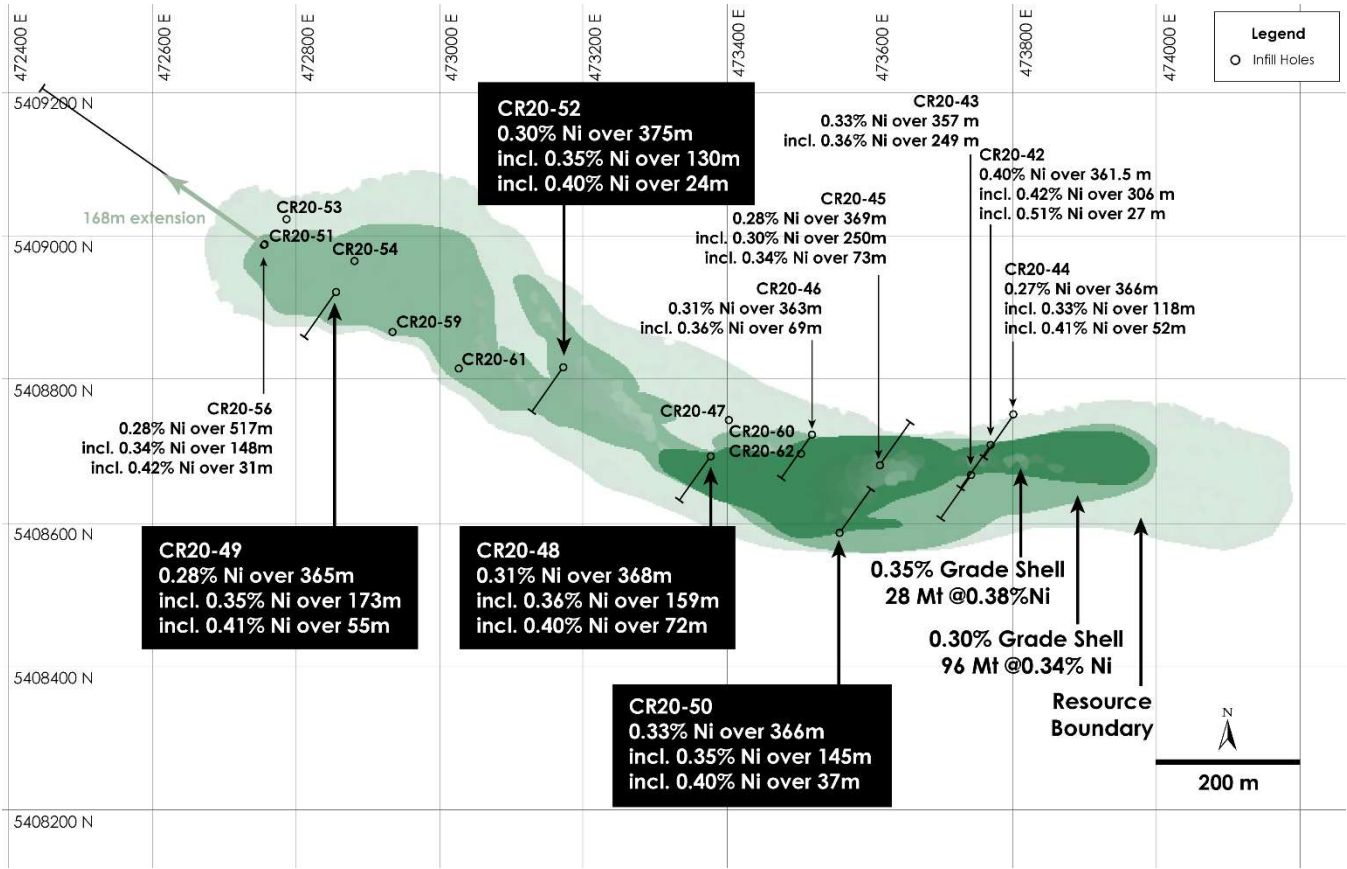 472400 E
472600 E
472800 E
473000 E
473200 E
473400 E
473600 E
473800 E
474000 E
Legend
Infill Holes
5409200 N
CR20-52
0.30% Ni over 375m
incl. 0.35% Ni over 130m
incl. 0.40% Ni over 24m
CR20-43
0.33% Ni over 357 m
incl. 0.36% Ni over 249 m
CR20-42
0.40% Ni over 361.5 m
incl. 0.42% Ni over 306 m
incl. 0.51% Ni over 27 m
168m extension
CR20-53
CR20-51
CR20-54
5409000 N
CR20-45
0.28% Ni over 369m
incl. 0.30% Ni over 250m
incl. 0.34% Ni over 73m
CR20-44
0.27% Ni over 366m
incl. 0.33% Ni over 118m
incl. 0.41% Ni over 52m
CR20-46
0.31% Ni over 363m
incl. 0.36% Ni over 69m
CR20-59
CR20-61
5408800 N
CR20-47
CR20-60
CR20-62
CR20-56
0.28% Ni over 517m
incl. 0.34% Ni over 148m
incl. 0.42% Ni over 31m
5408600 N
CR20-49
0.28% Ni over 365m
incl. 0.35% Ni over 173m
incl. 0.41% Ni over 55m
CR20-48
0.31% Ni over 368m
incl. 0.36% Ni over 159m
incl. 0.40% Ni over 72m
0.35% Grade Shell
28 Mt @0.38%Ni
0.30% Grade Shell
96 Mt @0.34% Ni
5408400 N
Resource
Boundary
CR20-50
0.33% Ni over 366m
incl. 0.35% Ni over 145m
incl. 0.40% Ni over 37m
N
200 m
5408200 N